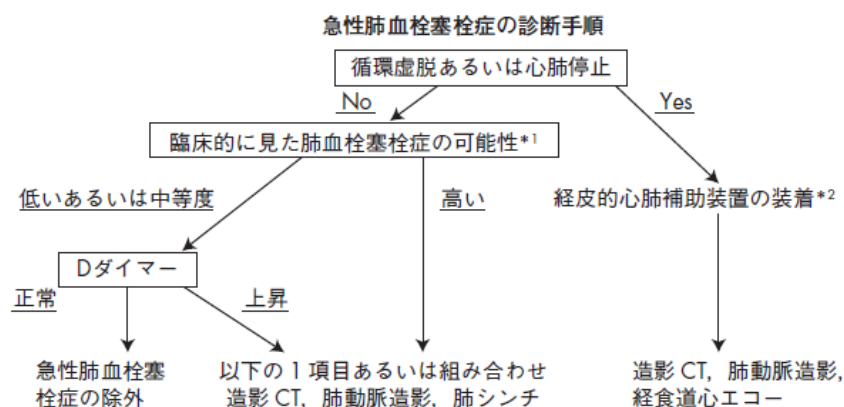 急性肺血栓塞栓症の診断手順
循環虚脱あるいは心肺停止
No
Yes
臨床的に見た肺血栓塞栓症の可能性*1
低いあるいは中等度
高い
経皮的心肺補助装置の装着*2
Dダイマー
正常
上昇
急性肺血栓塞
栓症の除外
以下の1項目あるいは組み合わせ
造影CT,肺動脈造影,肺シンチ
造影CT,肺動脈造影,
経食道心エコー